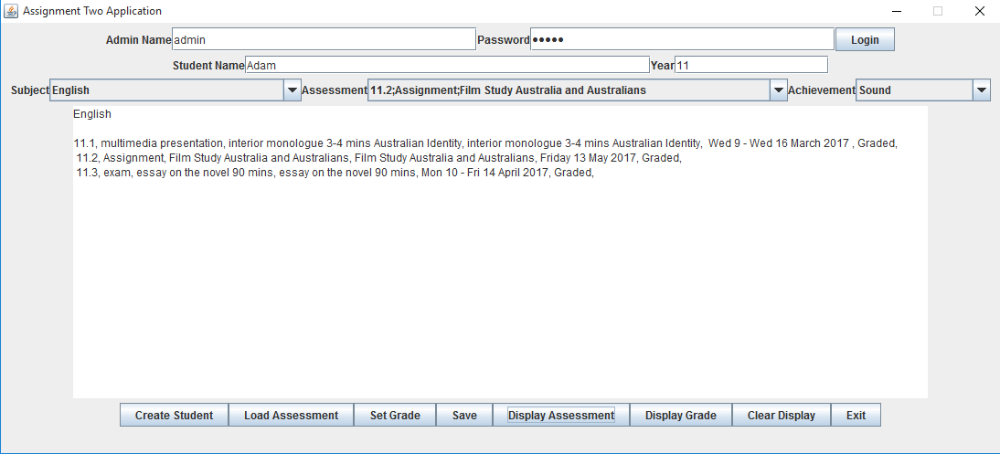 Assignment Two Application
Admin Name admin Password ••••• Login
Student Name Adam Year 11
Subject English Assessment 11.2;Assignment;Film Study Australia and Australians Achievement Sound
English
11.1, multimedia presentation, interior monologue 3-4 mins Australian Identity, interior monologue 3-4 mins Australian Identity,  Wed 9 - Wed 16 March 2017 , Graded,
11.2, Assignment, Film Study Australia and Australians, Film Study Australia and Australians, Friday 13 May 2017, Graded,
11.3, exam, essay on the novel 90 mins, essay on the novel 90 mins, Mon 10 - Fri 14 April 2017, Graded,
Create Student Load Assessment Set Grade Save Display Assessment Display Grade Clear Display Exit